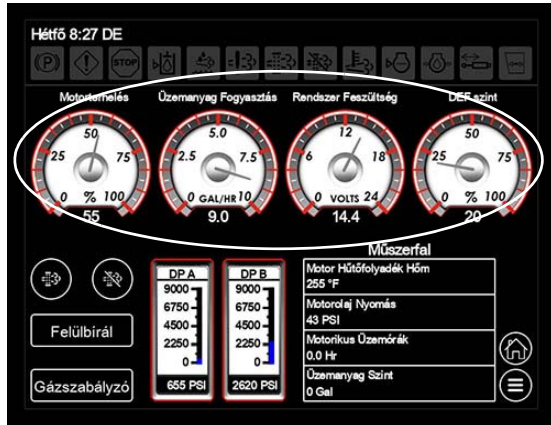 Hétfő 8:27 DE
(P) STOP
Motorterhelés Üzemanyag Fogyasztás Rendszer Feszültség DEF szint
50 5.0 12 50
25 75 2.5 7.5 6 18 25 75
0 % 100 0 GAL/HR 10 0 VOLTS 24 0 % 100
55 9.0 14.4 20
Műszerfal
DP A DP B
9000 9000
6750 6750
4500 4500
2250 2250
0 0
655 PSI 2620 PSI
Motor Hűtőfolyadék Hőm
255 °F
Motorolaj Nyomás
43 PSI
Motorikus Üzemórák
0.0 Hr
Üzemanyag Szint
0 Gal
Felülbírál
Gázszabályzó